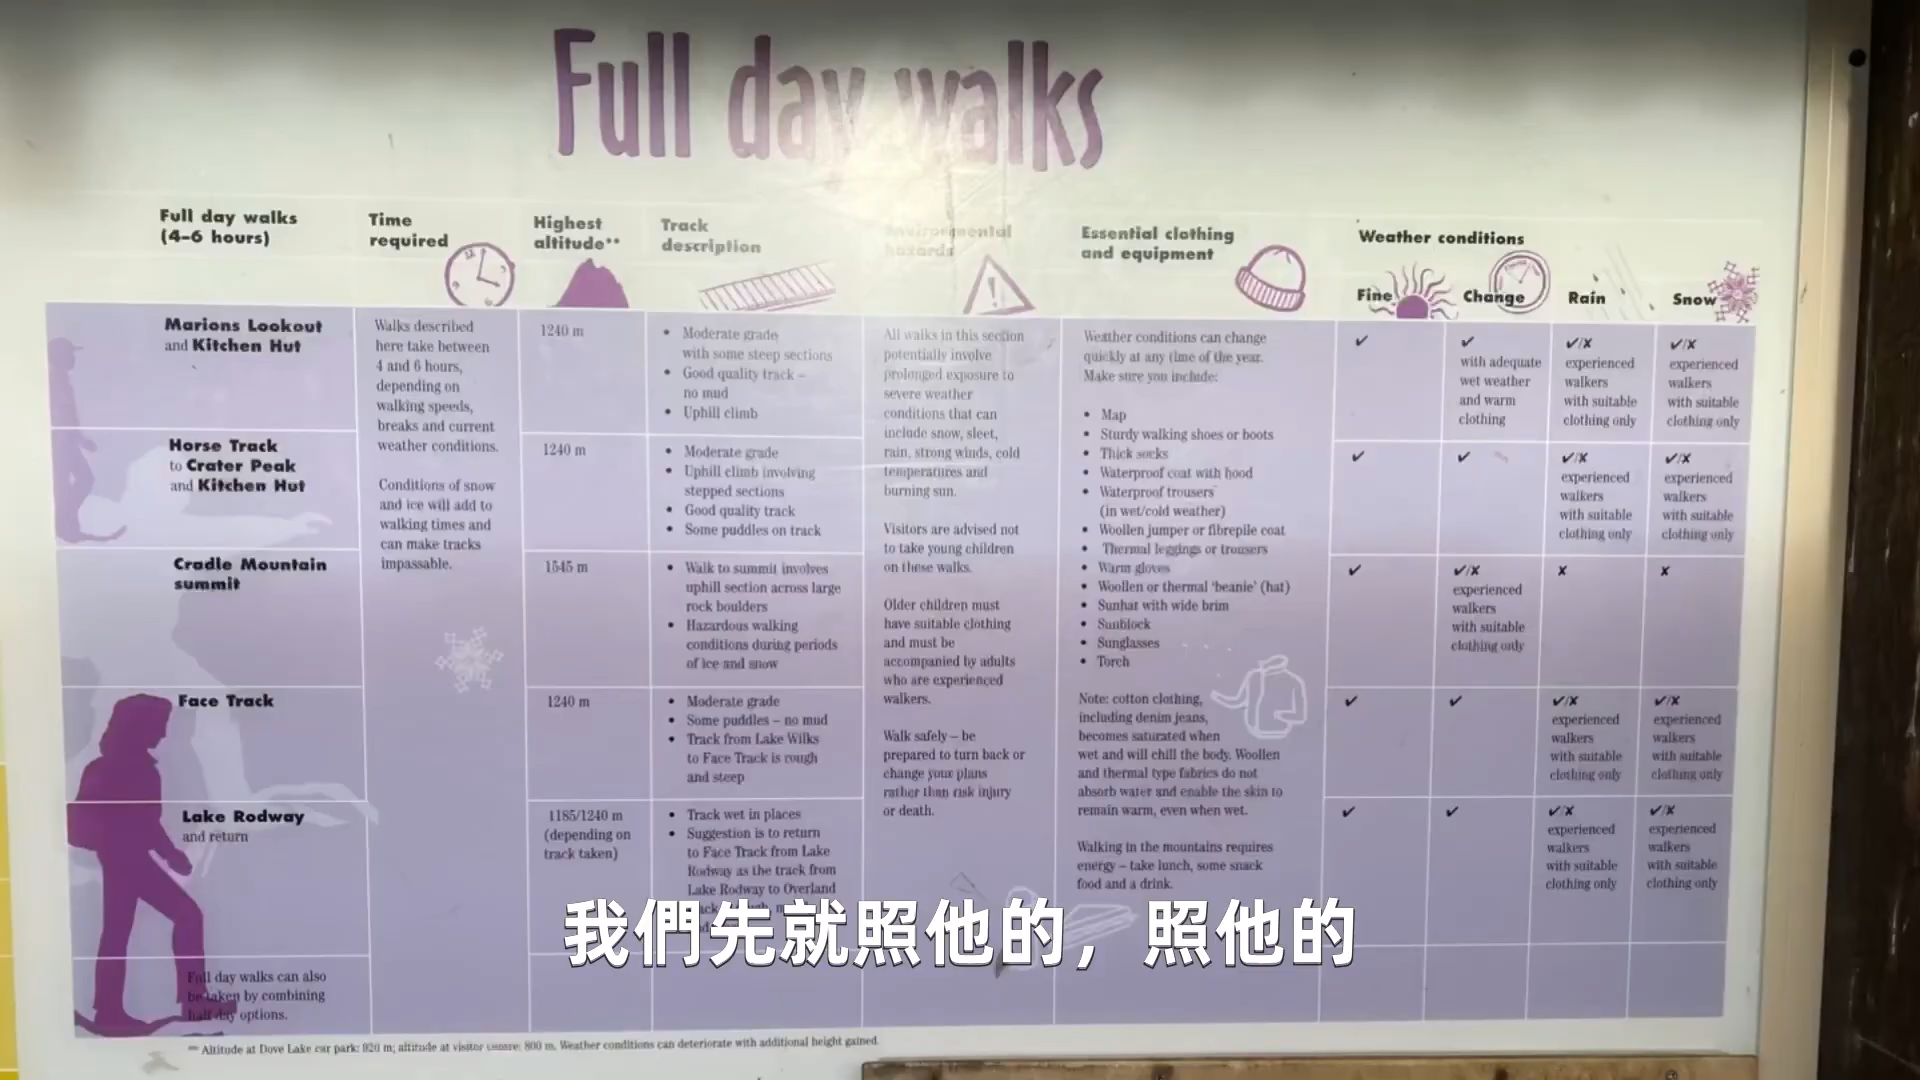 Full day walks
Full day walks
(4–6 hours)
Time
required
Highest
altitude**
Track
description
Environmental
hazards
Essential clothing
and equipment
Weather conditions
Fine
Change
Rain
Snow
Marions Lookout
and Kitchen Hut
Walks described
here take between
4 and 6 hours,
depending on
walking speeds,
breaks and current
weather conditions.
Conditions of snow
and ice will add to
walking times and
can make tracks
impassable.
1240 m
• Moderate grade
with some steep sections
• Good quality track –
no mud
• Uphill climb
All walks in this section
potentially involve
prolonged exposure to
severe weather
conditions that can
include snow, sleet,
rain, strong winds, cold
temperatures and
burning sun.
Visitors are advised not
to take young children
on these walks.
Older children must
have suitable clothing
and must be
accompanied by adults
who are experienced
walkers.
Walk safely – be
prepared to turn back or
change your plans
rather than risk injury
or death.
Weather conditions can change
quickly at any time of the year.
Make sure you include:
• Map
• Sturdy walking shoes or boots
• Thick socks
• Waterproof coat with hood
• Waterproof trousers
(in wet/cold weather)
• Woollen jumper or fibrepile coat
• Thermal leggings or trousers
• Warm gloves
• Woollen or thermal 'beanie' (hat)
• Sunhat with wide brim
• Sunblock
• Sunglasses
• Torch
Note: cotton clothing,
including denim jeans,
becomes saturated when
wet and will chill the body. Woollen
and thermal type fabrics do not
absorb water and enable the skin to
remain warm, even when wet.
Walking in the mountains requires
energy – take lunch, some snack
food and a drink.
✔
✔
with adequate
wet weather
and warm
clothing
✔/✘
experienced
walkers
with suitable
clothing only
✔/✘
experienced
walkers
with suitable
clothing only
Horse Track
to Crater Peak
and Kitchen Hut
1240 m
• Moderate grade
• Uphill climb involving
stepped sections
• Good quality track
• Some puddles on track
✔
✔
✔/✘
experienced
walkers
with suitable
clothing only
✔/✘
experienced
walkers
with suitable
clothing only
Cradle Mountain
summit
1545 m
• Walk to summit involves
uphill section across large
rock boulders
• Hazardous walking
conditions during periods
of ice and snow
✔
✔/✘
experienced
walkers
with suitable
clothing only
✘
✘
Face Track
1240 m
• Moderate grade
• Some puddles – no mud
• Track from Lake Wilks
to Face Track is rough
and steep
✔
✔
✔/✘
experienced
walkers
with suitable
clothing only
✔/✘
experienced
walkers
with suitable
clothing only
Lake Rodway
and return
1185/1240 m
(depending on
track taken)
• Track wet in places
• Suggestion is to return
to Face Track from Lake
Rodway as the track from
Lake Rodway to Overland
✔
✔
✔/✘
experienced
walkers
with suitable
clothing only
✔/✘
experienced
walkers
with suitable
clothing only
Full day walks can also
be taken by combining
half day options.
** Altitude at Dove Lake car park: 920 m; altitude at visitor centre: 800 m. Weather conditions can deteriorate with additional height gained.
我們先就照他的，照他的